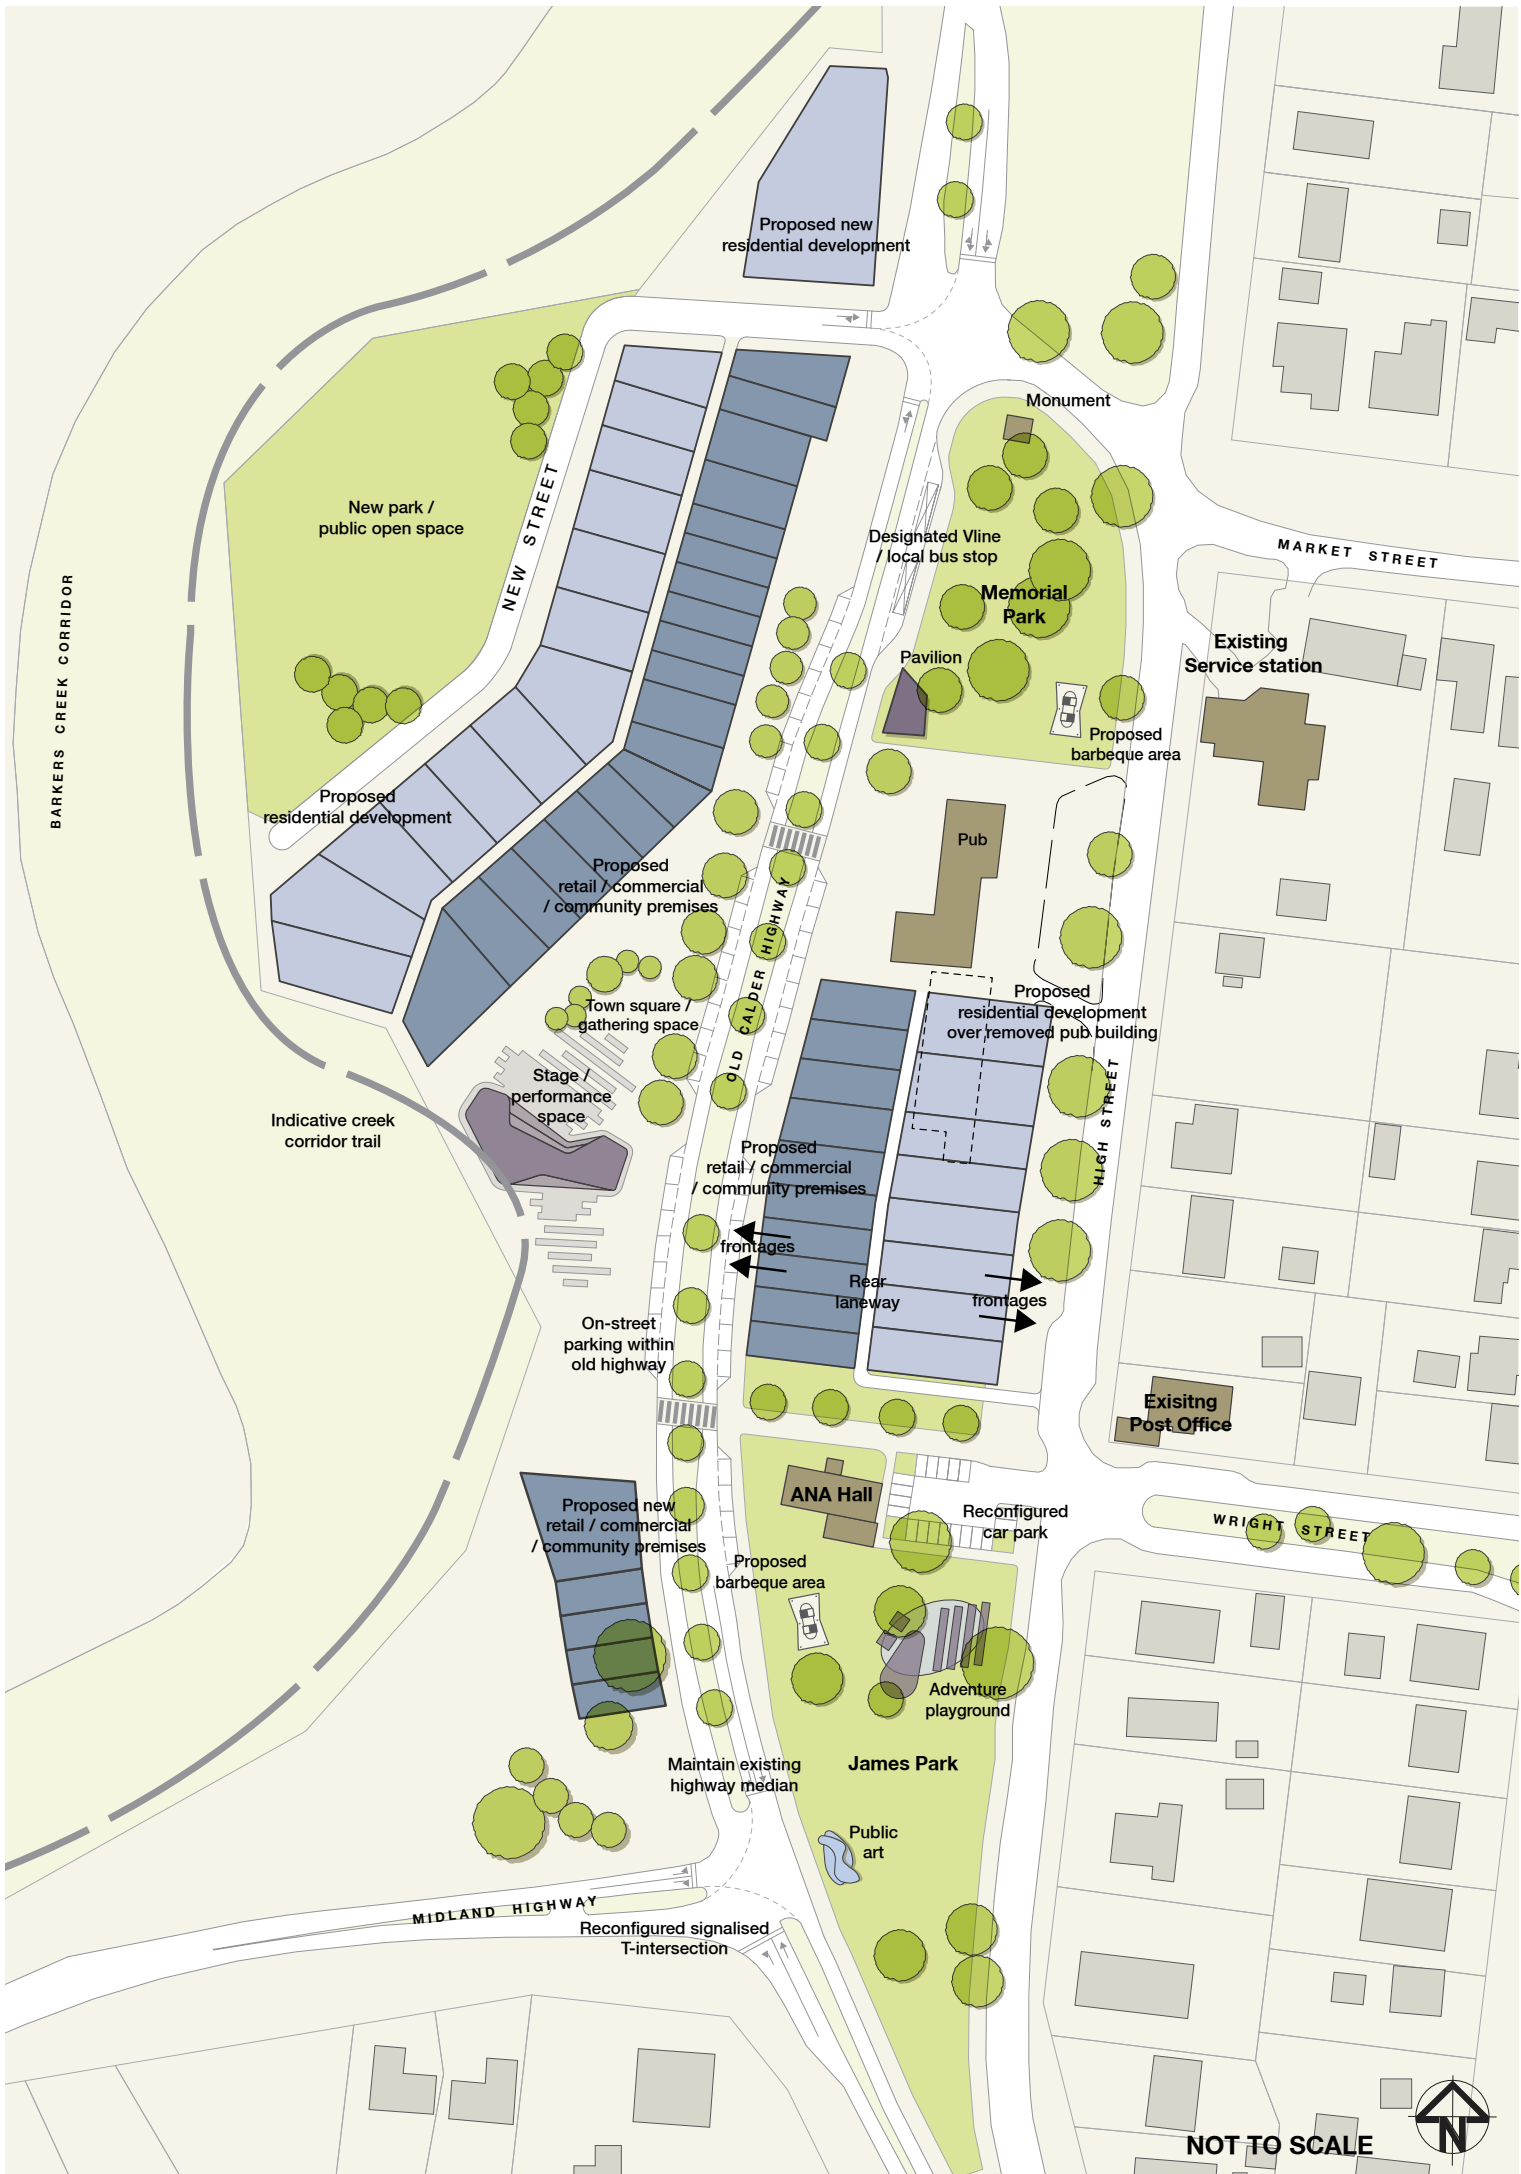 Proposed new
residential development
Monument
New park /
public open space
NEW STREET
Designated Vline
/ local bus stop
MARKET STREET
Memorial
Park
BARKERS CREEK CORRIDOR
Existing
Service station
Pavilion
Proposed
barbeque area
Proposed
residential development
Pub
Proposed
retail / commercial
/ community premises
OLD CALDER HIGHWAY
Town square /
gathering space
Proposed
residential development
over removed pub building
Stage /
performance
space
HIGH STREET
Indicative creek
corridor trail
Proposed
retail / commercial
/ community premises
frontages
Rear
laneway
frontages
On-street
parking within
old highway
Exisitng
Post Office
ANA Hall
Proposed new
retail / commercial
/ community premises
Reconfigured
car park
WRIGHT STREET
Proposed
barbeque area
Adventure
playground
Maintain existing
highway median
James Park
Public
art
MIDLAND HIGHWAY
Reconfigured signalised
T-intersection
NOT TO SCALE
N